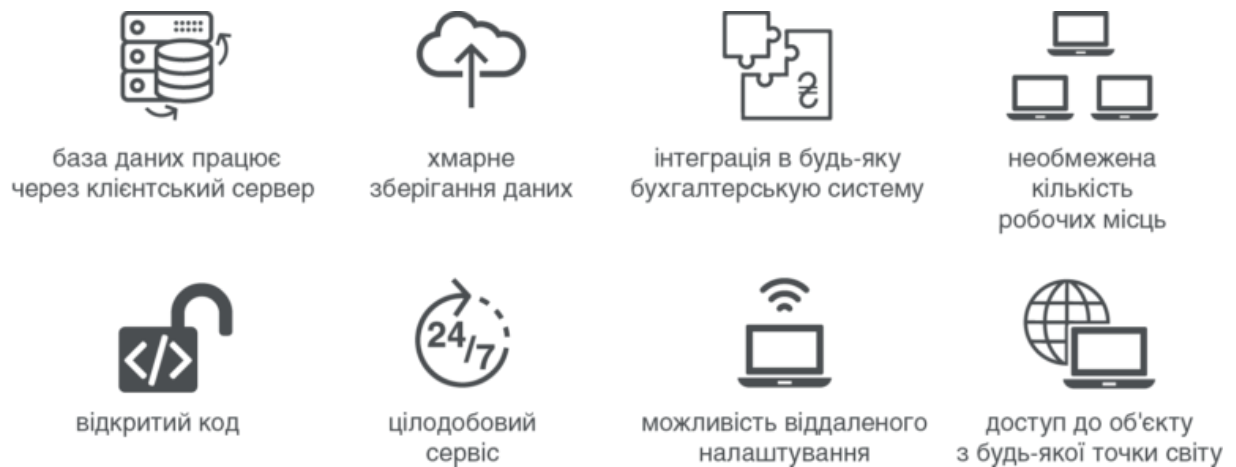 база даних працює
через клієнтський сервер
хмарне
зберігання даних
інтеграція в будь-яку
бухгалтерську систему
необмежена
кількість
робочих місць
відкритий код
24/7
цілодобовий
сервіс
можливість віддаленого
налаштування
доступ до об'єкту
з будь-якої точки світу